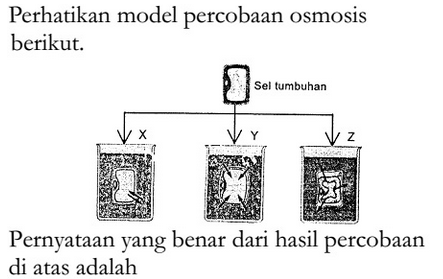 Perhatikan model percobaan osmosis
berikut.
Sel tumbuhan
X
Y
Z
Pernyataan yang benar dari hasil percobaan
di atas adalah